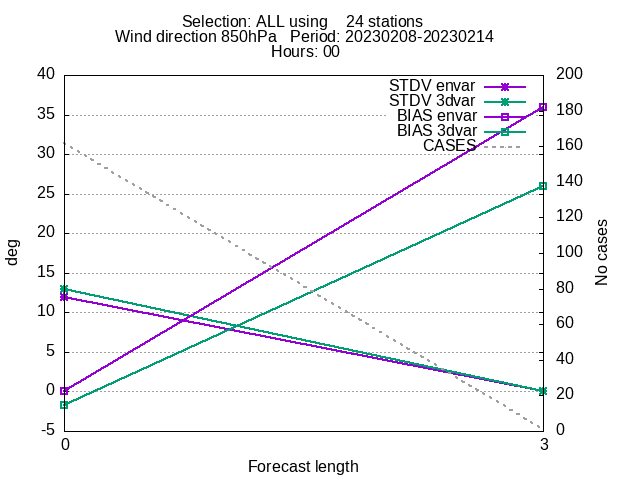 Selection: ALL using    24 stations
Wind direction 850hPa   Period: 20230208-20230214
Hours: 00
40
35
30
25
20
15
10
5
0
-5
200
180
160
140
120
100
80
60
40
20
0
deg
No cases
STDV envar
STDV 3dvar
BIAS envar
BIAS 3dvar
CASES
0
3
Forecast length